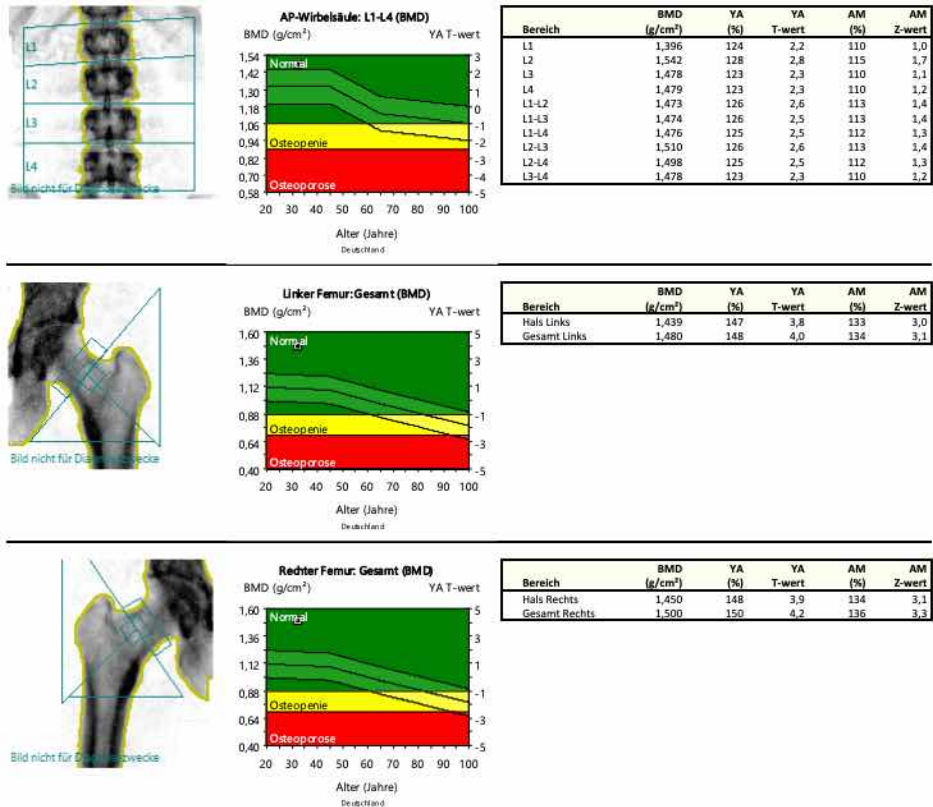 AP-Wirbelsäule: L1-L4 (BMD)
BMD (g/cm²) YA T-wert
L1
L2
L3
L4
Bild nicht für Diagnosezwecke
1,54 3
1,42 2
1,30 1
1,18 0
1,06 -1
0,94 -2
0,82 -3
0,70 -4
0,58 -5
Normal
Osteopenie
Osteoporose
20 30 40 50 60 70 80 90 100
Alter (Jahre)
Deutschland
BMD YA YA AM AM
Bereich (g/cm²) (%) T-wert (%) Z-wert
L1 1,396 124 2,2 110 1,0
L2 1,542 128 2,8 115 1,7
L3 1,478 123 2,3 110 1,1
L4 1,479 123 2,3 110 1,2
L1-L2 1,473 126 2,6 113 1,4
L1-L3 1,474 126 2,5 113 1,4
L1-L4 1,476 125 2,5 112 1,3
L2-L3 1,510 126 2,6 113 1,4
L2-L4 1,498 125 2,5 112 1,3
L3-L4 1,478 123 2,3 110 1,2
Linker Femur: Gesamt (BMD)
BMD (g/cm²) YA T-wert
Bild nicht für Diagnosezwecke
1,60 5
1,36 3
1,12 1
0,88 -1
0,64 -3
0,40 -5
Normal
Osteopenie
Osteoporose
20 30 40 50 60 70 80 90 100
Alter (Jahre)
Deutschland
BMD YA YA AM AM
Bereich (g/cm²) (%) T-wert (%) Z-wert
Hals Links 1,439 147 3,8 133 3,0
Gesamt Links 1,480 148 4,0 134 3,1
Rechter Femur: Gesamt (BMD)
BMD (g/cm²) YA T-wert
Bild nicht für Diagnosezwecke
1,60 5
1,36 3
1,12 1
0,88 -1
0,64 -3
0,40 -5
Normal
Osteopenie
Osteoporose
20 30 40 50 60 70 80 90 100
Alter (Jahre)
Deutschland
BMD YA YA AM AM
Bereich (g/cm²) (%) T-wert (%) Z-wert
Hals Rechts 1,450 148 3,9 134 3,1
Gesamt Rechts 1,500 150 4,2 136 3,3